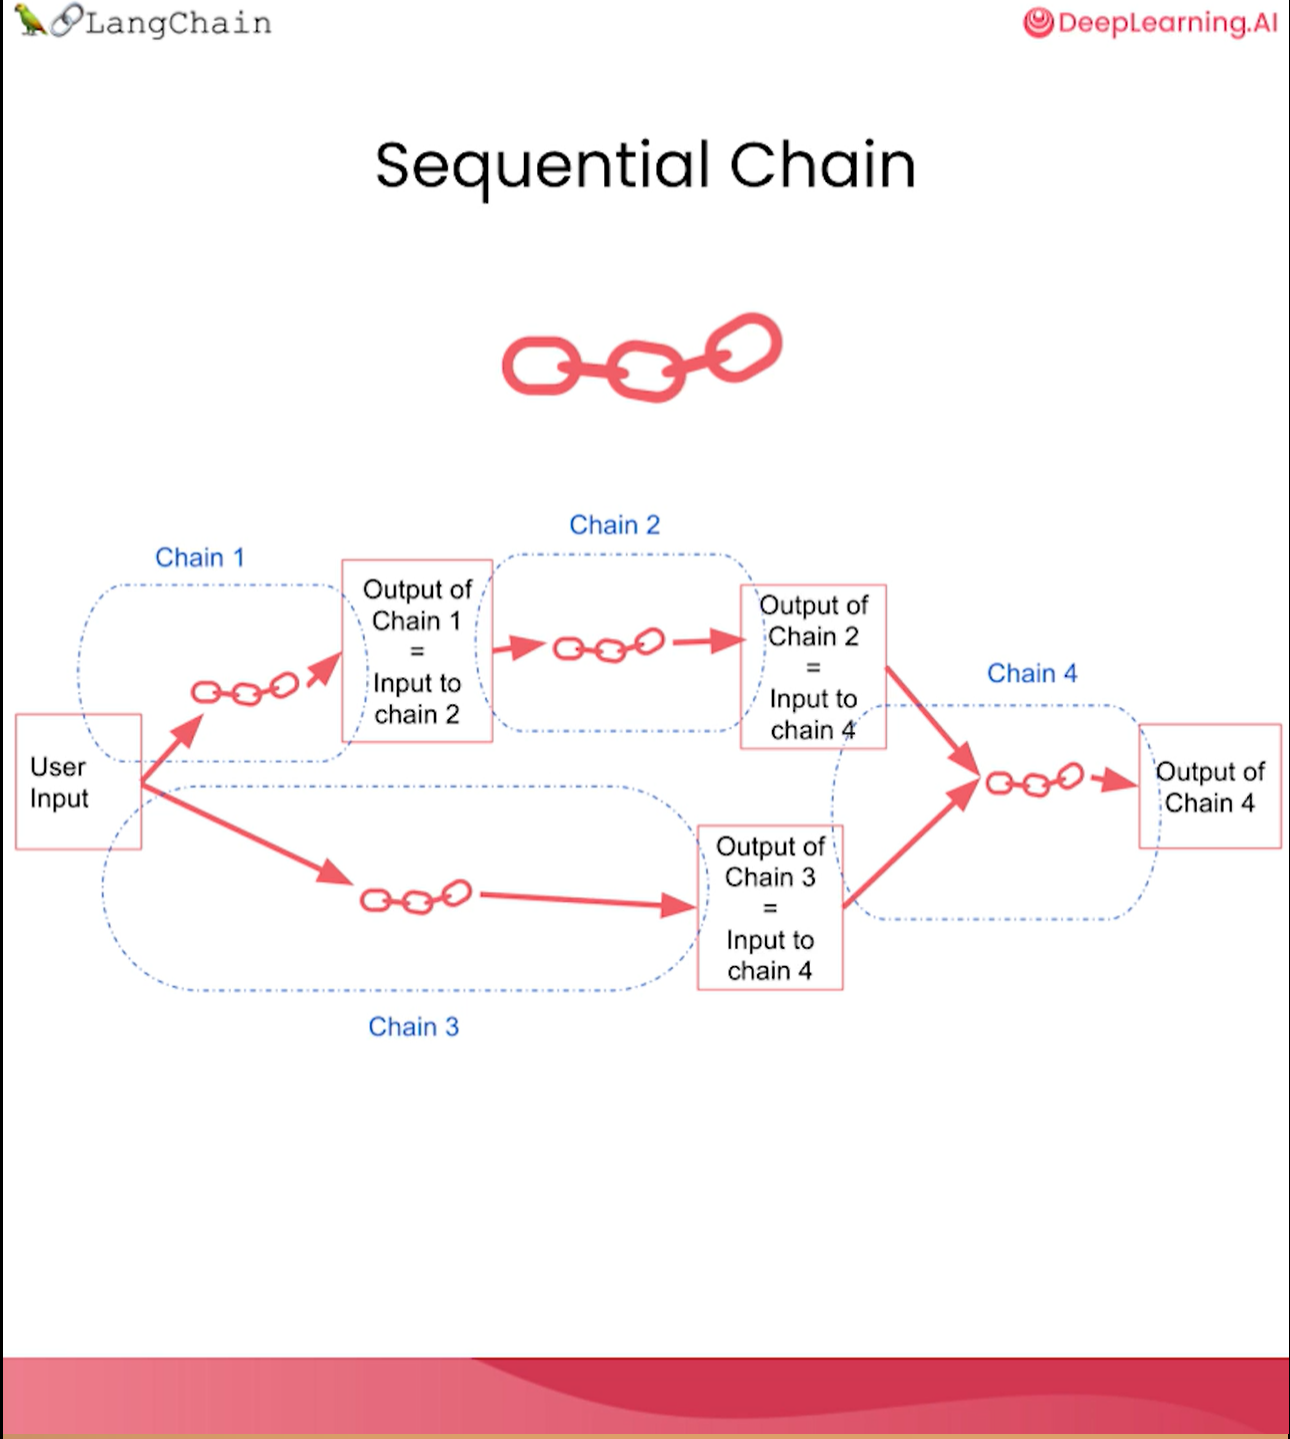 LangChain
DeepLearning.AI
Sequential Chain
Chain 1
Chain 2
Chain 3
Chain 4
User
Input
Output of
Chain 1
=
Input to
chain 2
Output of
Chain 2
=
Input to
chain 4
Output of
Chain 3
=
Input to
chain 4
Output of
Chain 4